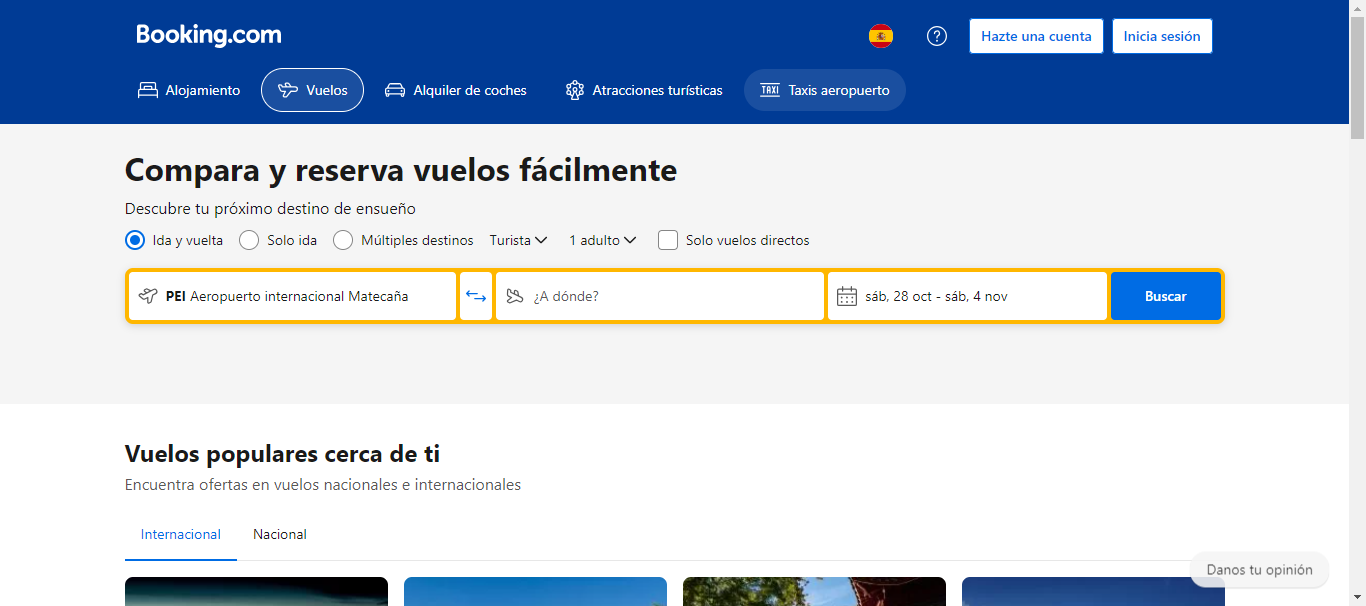 Booking.com
Hazte una cuenta
Inicia sesión
Alojamiento
Vuelos
Alquiler de coches
Atracciones turísticas
TAXI Taxis aeropuerto
Compara y reserva vuelos fácilmente
Descubre tu próximo destino de ensueño
Ida y vuelta Solo ida Múltiples destinos Turista 1 adulto Solo vuelos directos
PEI Aeropuerto internacional Matecaña
¿A dónde?
sáb, 28 oct - sáb, 4 nov
Buscar
Vuelos populares cerca de ti
Encuentra ofertas en vuelos nacionales e internacionales
Internacional
Nacional
Danos tu opinión